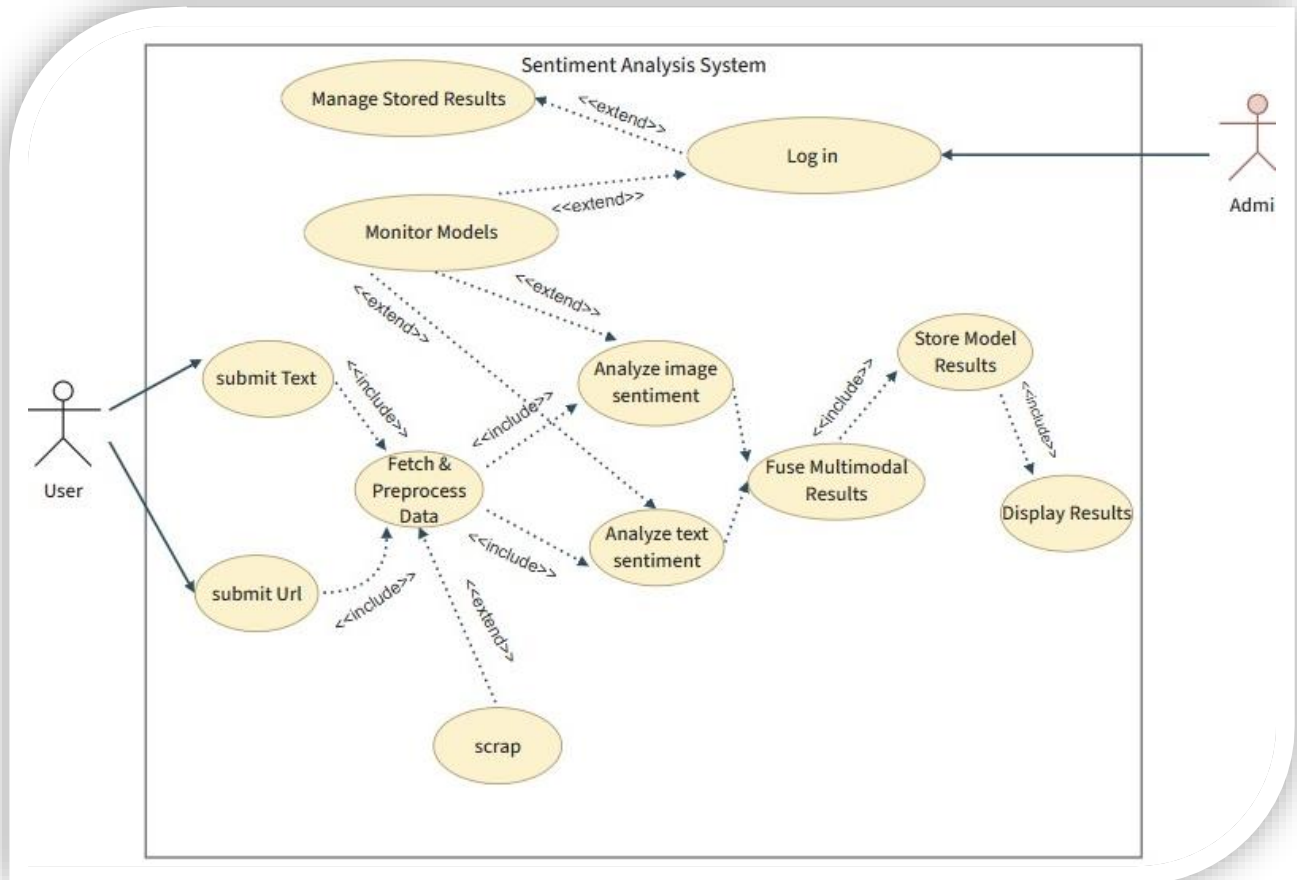 Sentiment Analysis System
Manage Stored Results
<<extend>>
Log in
<<extend>>
Admi
Monitor Models
<<extend>>
<<extend>>
submit Text
<<include>>
Analyze image
sentiment
Store Model
Results
<<include>>
<<include>>
<<include>>
User
Fetch &
Preprocess
Data
Fuse Multimodal
Results
Display Results
Analyze text
sentiment
<<include>>
submit Url
<<include>>
<<extend>>
scrap